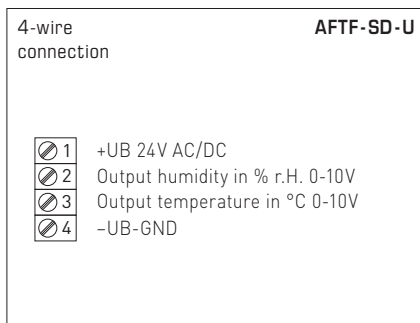 4-wire connection
AFTF-SD-U
1 +UB 24V AC/DC
2 Output humidity in % r.H. 0-10V
3 Output temperature in °C 0-10V
4 –UB-GND